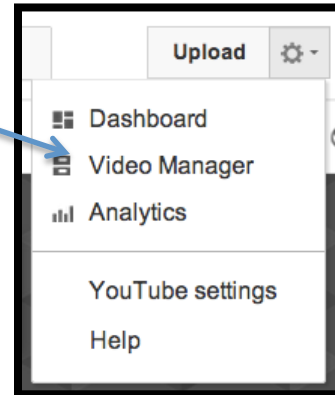 Upload
Dashboard
Video Manager
Analytics
YouTube settings
Help